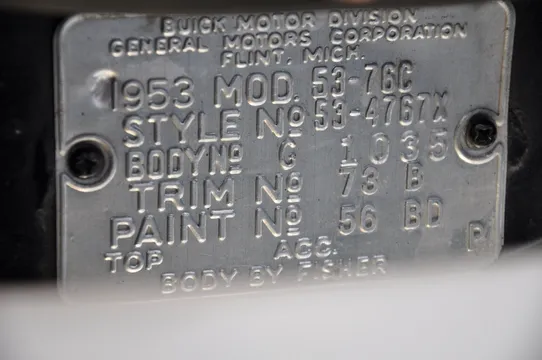 BUICK MOTOR DIVISION
GENERAL MOTORS CORPORATION
FLINT, MICH.
1953 MOD. 53-76C
STYLE No 53-4767X
BODY No C 1035
TRIM No 73 B
PAINT No 56 BD
TOP ACC. P
BODY BY FISHER